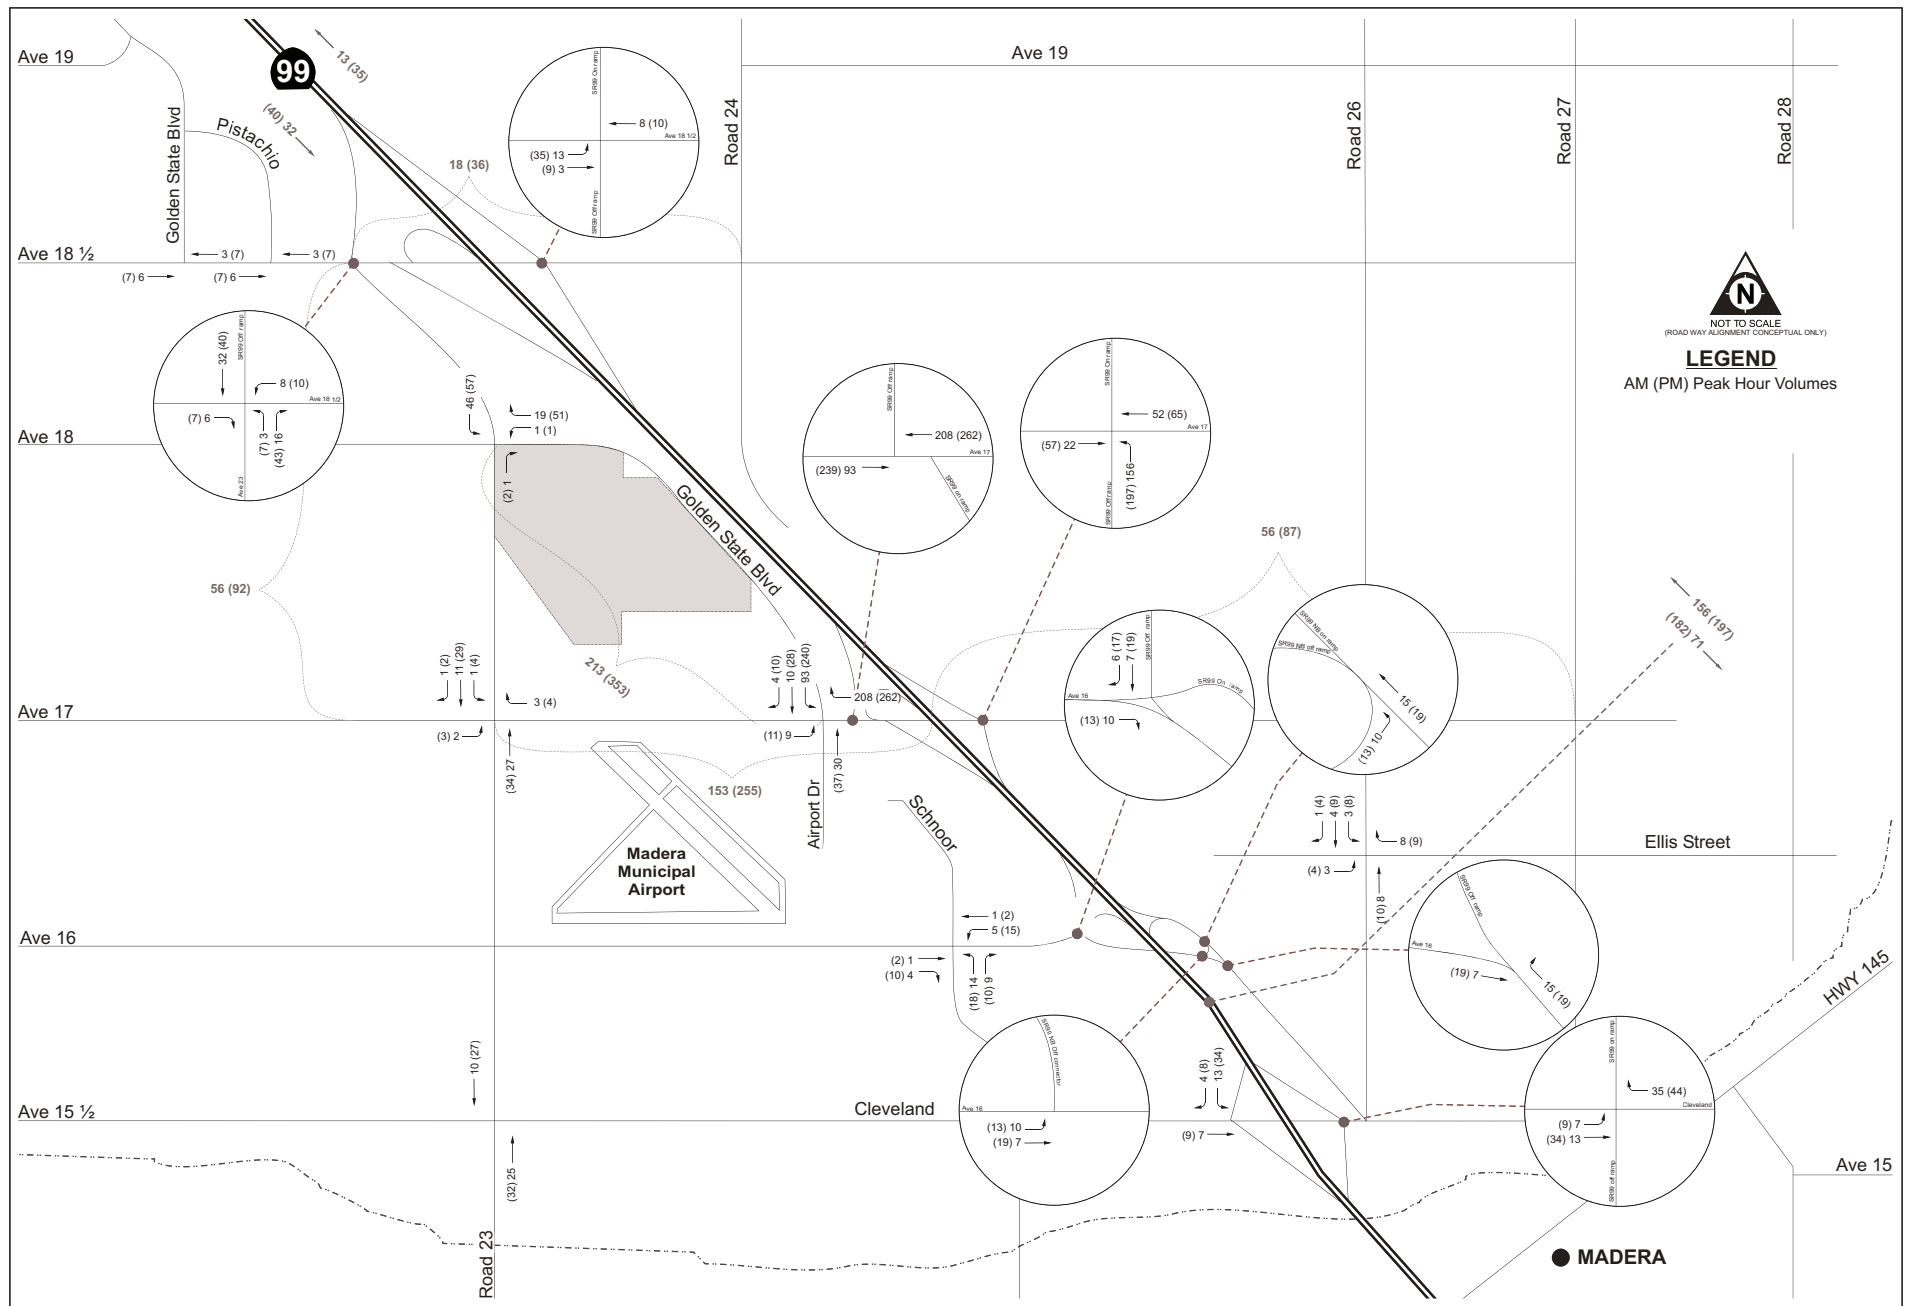 Ave 19
99
13 (35)
(40) 32
Golden State Blvd
Pistachio
18 (36)
SR99 On ramp
8 (10)
Ave 18 1/2
(35) 13
(9) 3
SR99 Off ramp
Road 24
Ave 19
Road 26
Road 27
Road 28
Ave 18 ½
3 (7)
3 (7)
(7) 6
(7) 6
N
NOT TO SCALE
(ROAD WAY ALIGNMENT CONCEPTUAL ONLY)
LEGEND
AM (PM) Peak Hour Volumes
32 (40)
SR99 Off ramp
8 (10)
Ave 18 1/2
(7) 6
(7) 3
(43) 16
Ave 23
46 (57)
19 (51)
1 (1)
(2) 1
Ave 18
Golden State Blvd
SR99 Off ramp
208 (262)
Ave 17
(239) 93
SR99 on ramp
SR99 On ramp
52 (65)
Ave 17
(57) 22
(197) 156
SR99 Off ramp
56 (87)
56 (92)
156 (197)
(182) 71
213 (353)
1 (2)
11 (29)
1 (4)
3 (4)
4 (10)
10 (28)
93 (240)
208 (262)
Ave 17
(3) 2
(34) 27
(11) 9
(37) 30
153 (255)
Airport Dr
6 (17)
7 (19)
SR99 Off ramp
Ave 16
SR99 On ramp
(13) 10
SR99 NB on ramp
SR99 NB off ramp
15 (19)
(13) 10
Schnoor
Madera
Municipal
Airport
1 (4)
4 (9)
3 (8)
8 (9)
Ellis Street
(4) 3
(10) 8
1 (2)
5 (15)
Ave 16
(2) 1
(10) 4
(18) 14
(10) 9
SR99 Off ramp
Ave 16
(19) 7
15 (19)
HWY 145
10 (27)
SR99 NB Off connector
Ave 16
(13) 10
(19) 7
4 (8)
13 (34)
(9) 7
SR99 on ramp
35 (44)
Cleveland
(9) 7
(34) 13
SR99 off ramp
Ave 15 ½
Cleveland
(32) 25
Ave 15
Road 23
MADERA